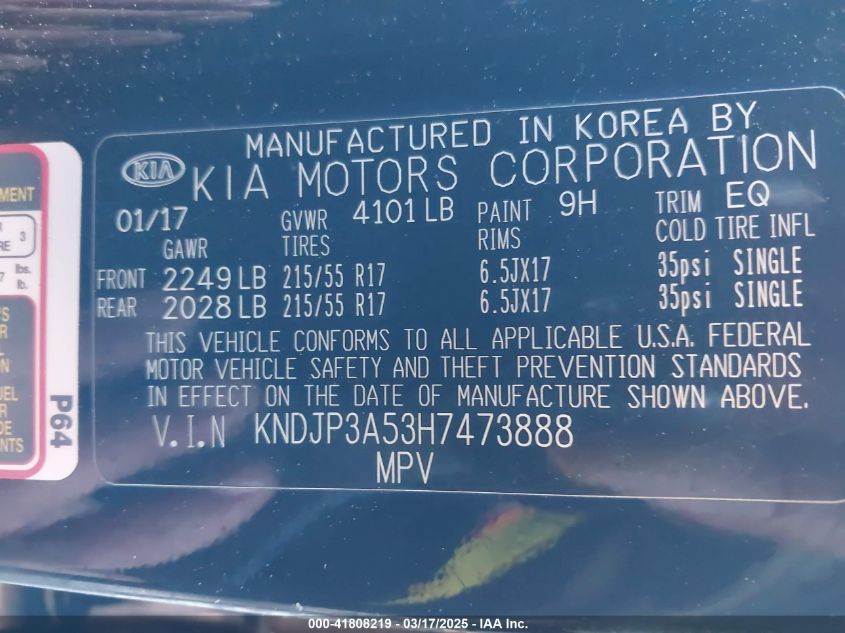 MANUFACTURED IN KOREA BY
KIA KIA MOTORS CORPORATION
01/17 GVWR 4101 LB PAINT 9H TRIM EQ
GAWR TIRES RIMS COLD TIRE INFL
FRONT 2249 LB 215/55 R17 6.5JX17 35psi SINGLE
REAR 2028 LB 215/55 R17 6.5JX17 35psi SINGLE
THIS VEHICLE CONFORMS TO ALL APPLICABLE U.S.A. FEDERAL
MOTOR VEHICLE SAFETY AND THEFT PREVENTION STANDARDS
IN EFFECT ON THE DATE OF MANUFACTURE SHOWN ABOVE.
V.I.N KNDJP3A53H7473888
MPV
3
lbs.
lb.
P64
000-41808219 - 03/17/2025 - IAA Inc.